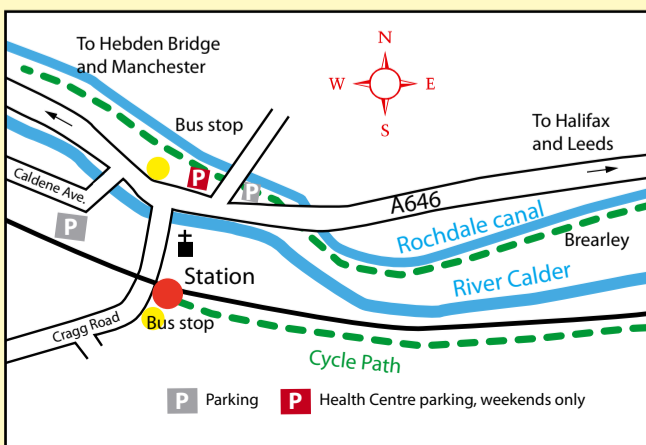 To Hebden Bridge
and Manchester
N
W
E
S
Bus stop
To Halifax
and Leeds
P
P
Caldene Ave.
A646
P
Rochdale canal
Brearley
Station
River Calder
Bus stop
Cragg Road
Cycle Path
P Parking
P Health Centre parking, weekends only